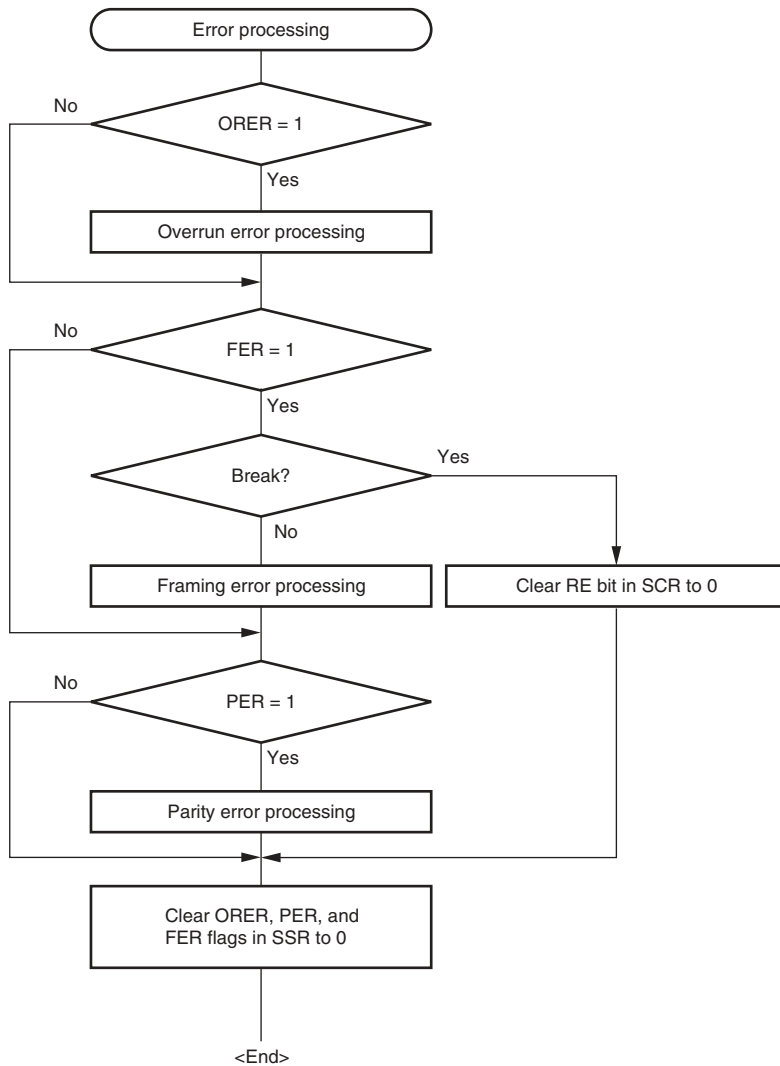 Error processing
No
ORER = 1
Yes
Overrun error processing
No
FER = 1
Yes
Break?
Yes
No
Framing error processing
Clear RE bit in SCR to 0
No
PER = 1
Yes
Parity error processing
Clear ORER, PER, and
FER flags in SSR to 0
<End>